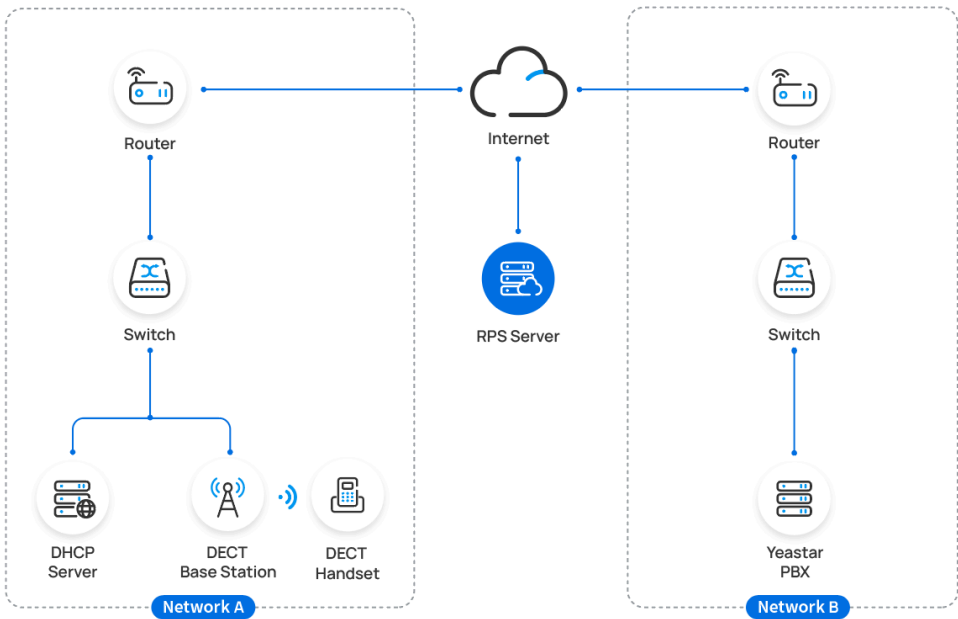 Internet
Router
Router
Switch
RPS Server
Switch
DHCP
Server
DECT
Base Station
DECT
Handset
Yeastar
PBX
Network A
Network B